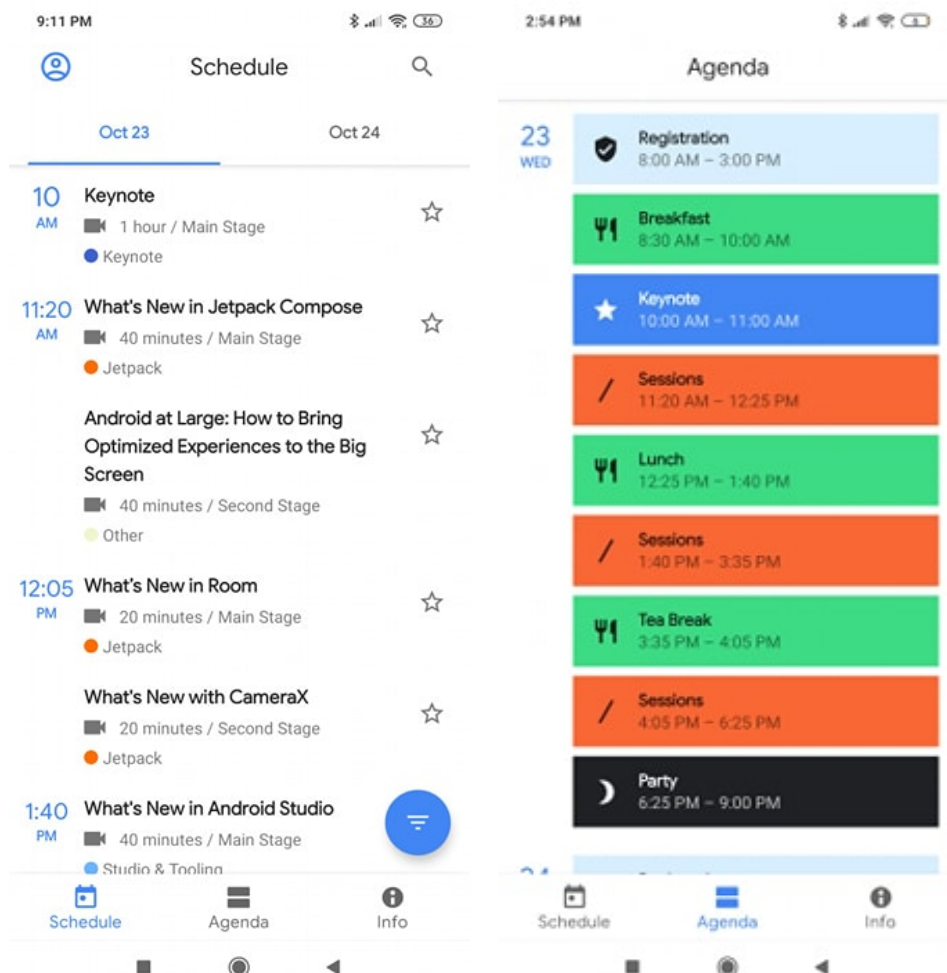 9:11 PM
36
Schedule
Oct 23
Oct 24
10
AM
Keynote
1 hour / Main Stage
Keynote
11:20
AM
What's New in Jetpack Compose
40 minutes / Main Stage
Jetpack
Android at Large: How to Bring
Optimized Experiences to the Big
Screen
40 minutes / Second Stage
Other
12:05
PM
What's New in Room
20 minutes / Main Stage
Jetpack
What's New with CameraX
20 minutes / Second Stage
Jetpack
1:40
PM
What's New in Android Studio
40 minutes / Main Stage
Studio & Tooling
Schedule
Agenda
Info
2:54 PM
Agenda
23
WED
Registration
8:00 AM – 3:00 PM
Breakfast
8:30 AM – 10:00 AM
Keynote
10:00 AM – 11:00 AM
Sessions
11:20 AM – 12:25 PM
Lunch
12:25 PM – 1:40 PM
Sessions
1:40 PM – 3:35 PM
Tea Break
3:35 PM – 4:05 PM
Sessions
4:05 PM – 6:25 PM
Party
6:25 PM – 9:00 PM
Schedule
Agenda
Info